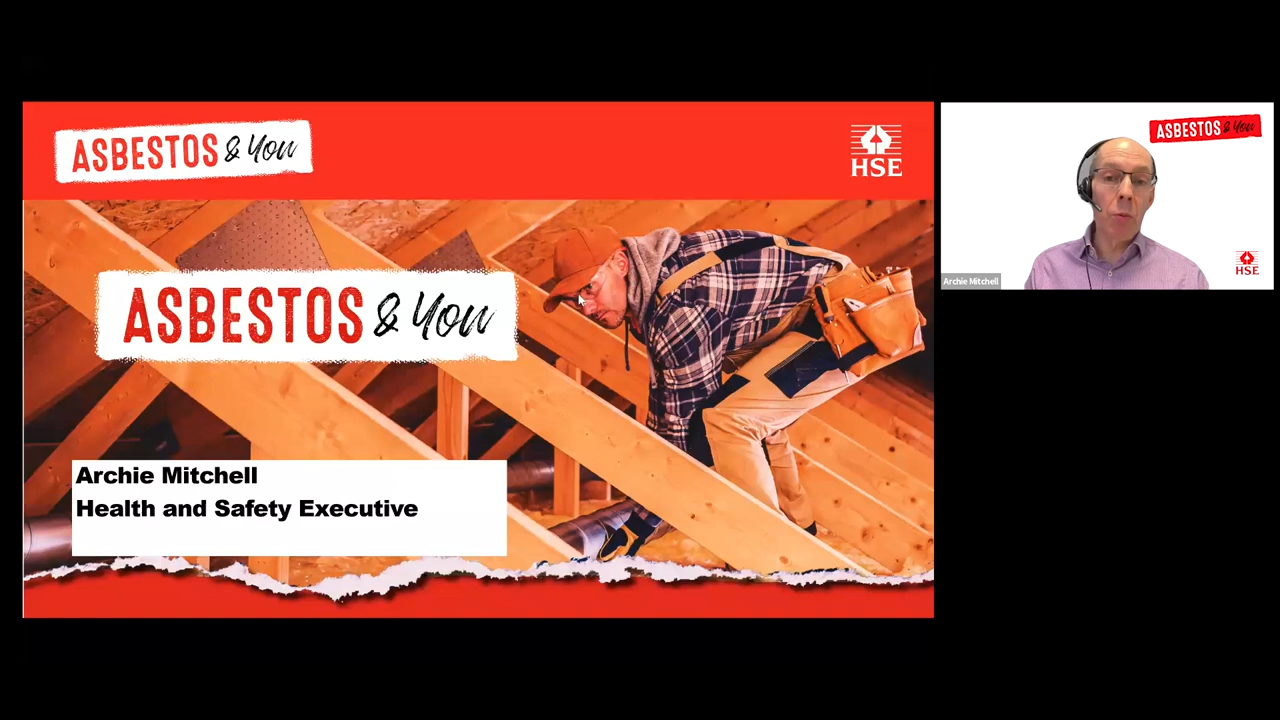 ASBESTOS & You
HSE
ASBESTOS & You
Archie Mitchell
Health and Safety Executive
ASBESTOS & You
HSE
Archie Mitchell